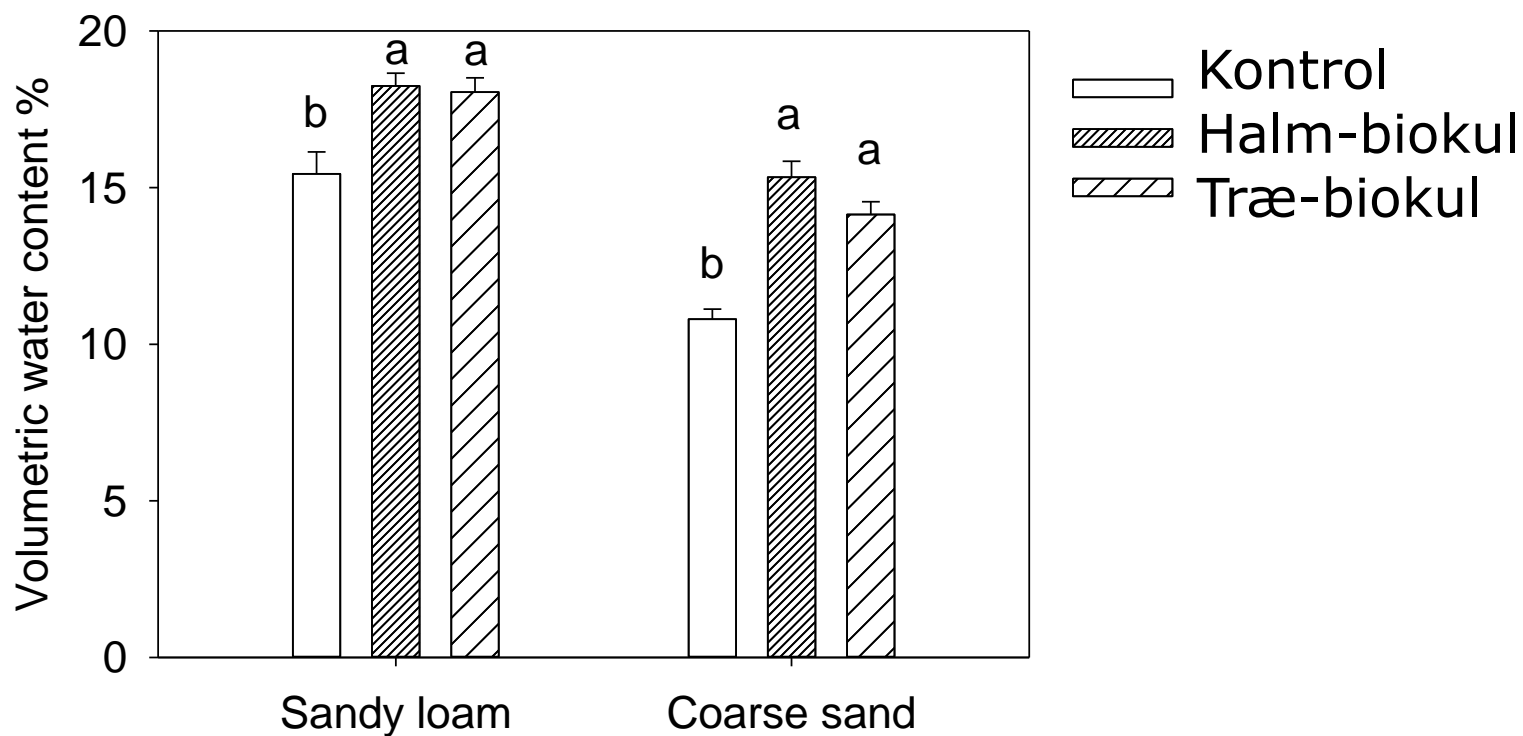 Volumetric water content %
20
15
10
5
0
b
a
a
b
a
a
Sandy loam
Coarse sand
Kontrol
Halm-biokul
Træ-biokul